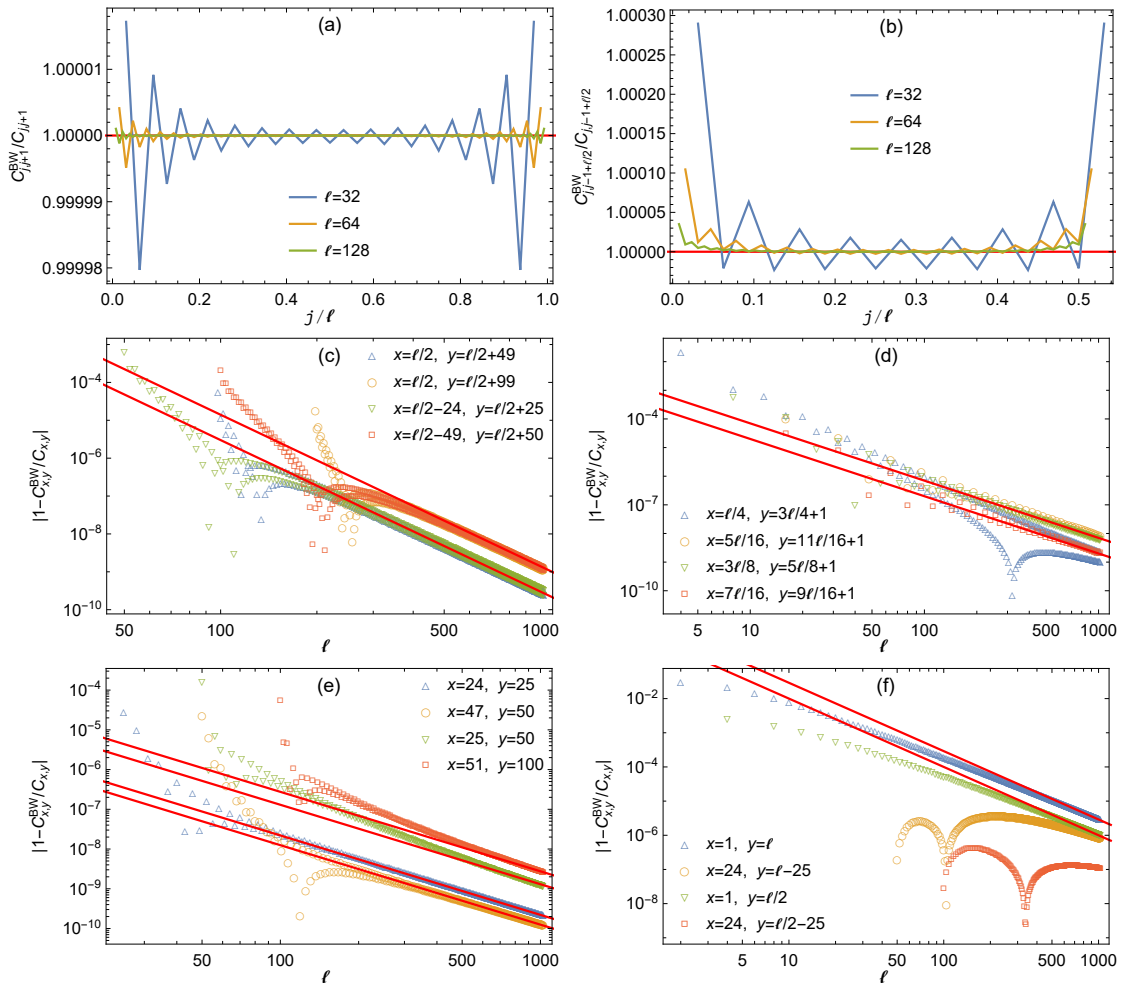 (a)
C^BW_{j,j+1}/C_{j,j+1}
1.00001
1.00000
0.99999
0.99998
ℓ=32
ℓ=64
ℓ=128
0.0 0.2 0.4 0.6 0.8 1.0
j/ℓ
(b)
C^BW_{j,j-1+ℓ/2}/C_{j,j-1+ℓ/2}
1.00030
1.00025
1.00020
1.00015
1.00010
1.00005
1.00000
ℓ=32
ℓ=64
ℓ=128
0.0 0.1 0.2 0.3 0.4 0.5
j/ℓ
(c)
|1-C^BW_{x,y}/C_{x,y}|
10^-4
10^-6
10^-8
10^-10
x=ℓ/2, y=ℓ/2+49
x=ℓ/2, y=ℓ/2+99
x=ℓ/2-24, y=ℓ/2+25
x=ℓ/2-49, y=ℓ/2+50
50 100 500 1000
ℓ
(d)
|1-C^BW_{x,y}/C_{x,y}|
10^-4
10^-7
10^-10
x=ℓ/4, y=3ℓ/4+1
x=5ℓ/16, y=11ℓ/16+1
x=3ℓ/8, y=5ℓ/8+1
x=7ℓ/16, y=9ℓ/16+1
5 10 50 100 500 1000
ℓ
(e)
|1-C^BW_{x,y}/C_{x,y}|
10^-4
10^-5
10^-6
10^-7
10^-8
10^-9
10^-10
x=24, y=25
x=47, y=50
x=25, y=50
x=51, y=100
50 100 500 1000
ℓ
(f)
|1-C^BW_{x,y}/C_{x,y}|
10^-2
10^-4
10^-6
10^-8
x=1, y=ℓ
x=24, y=ℓ-25
x=1, y=ℓ/2
x=24, y=ℓ/2-25
5 10 50 100 500 1000
ℓ